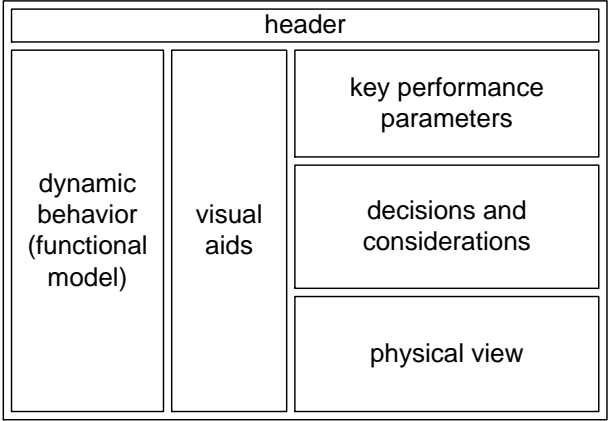 header
dynamic
behavior
(functional
model)
visual
aids
key performance
parameters
decisions and
considerations
physical view